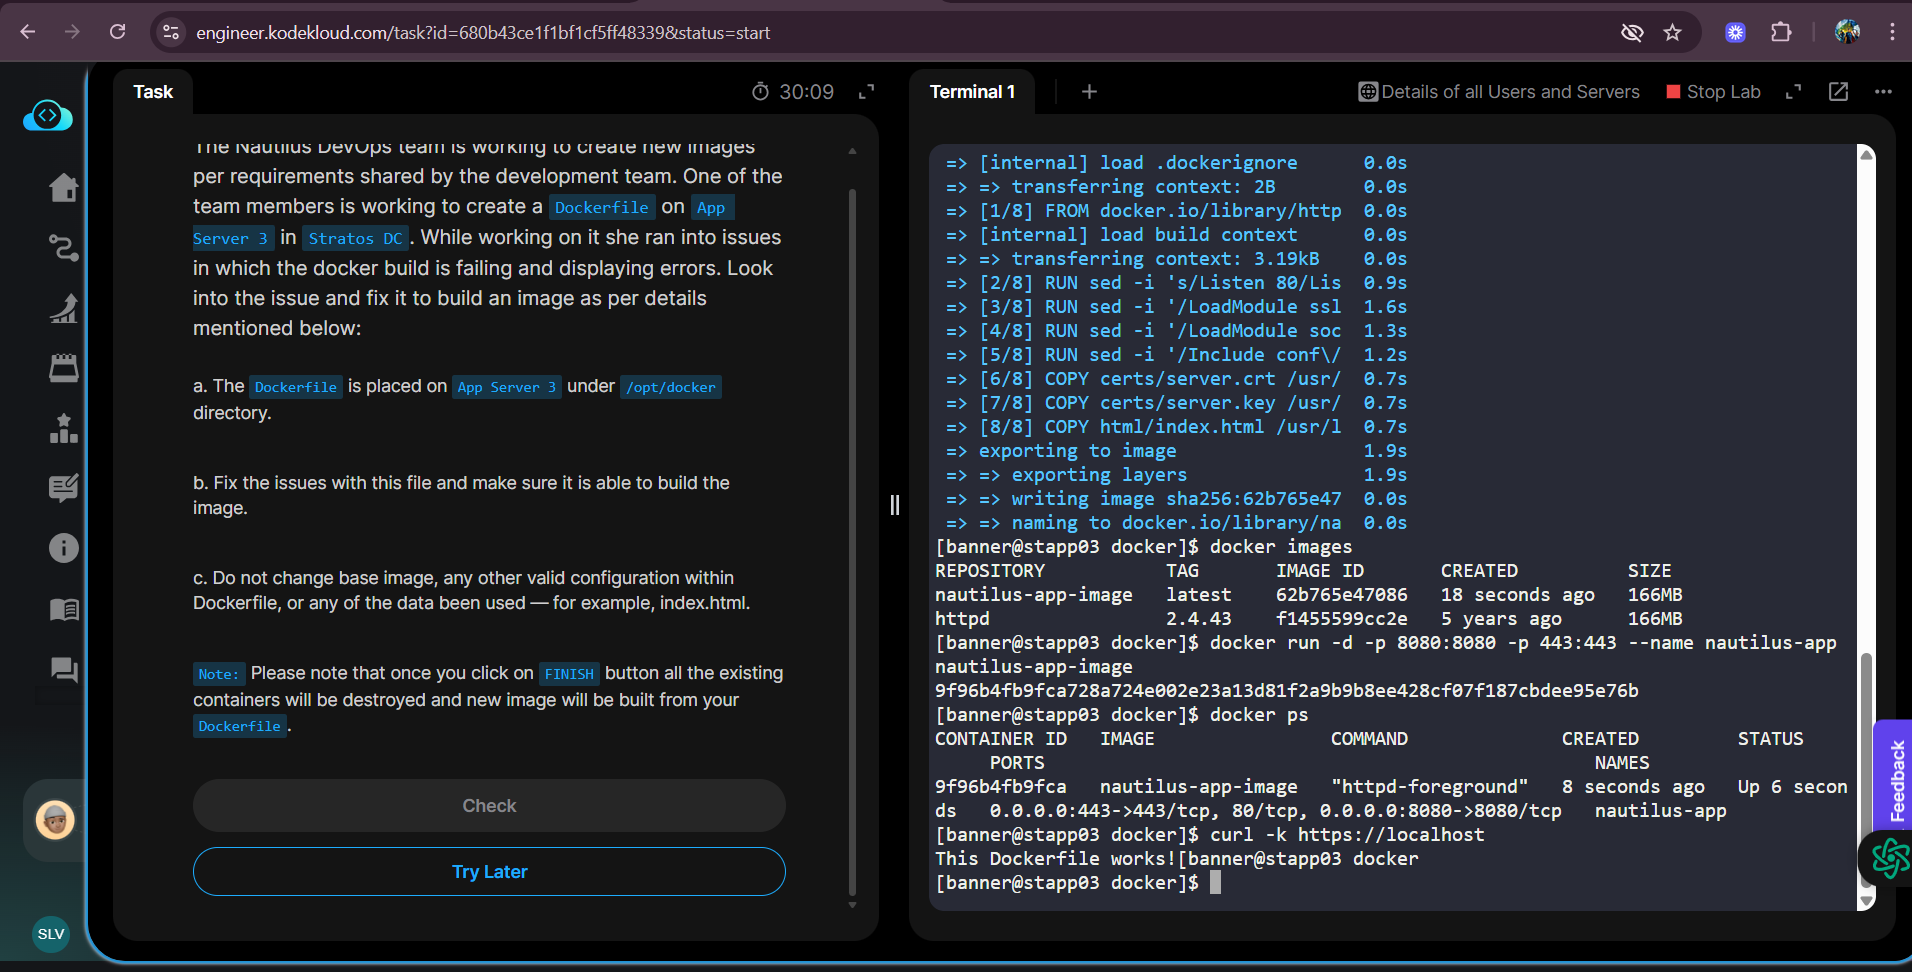 engineer.kodekloud.com/task?id=680b43ce1f1bf1cf5ff48339&status=start
Task
30:09
Terminal 1
Details of all Users and Servers
Stop Lab
The Nautilus DevOps team is working to create new images
per requirements shared by the development team. One of the
team members is working to create a Dockerfile on App
Server 3 in Stratos DC. While working on it she ran into issues
in which the docker build is failing and displaying errors. Look
into the issue and fix it to build an image as per details
mentioned below:
a. The Dockerfile is placed on App Server 3 under /opt/docker
directory.
b. Fix the issues with this file and make sure it is able to build the
image.
c. Do not change base image, any other valid configuration within
Dockerfile, or any of the data been used — for example, index.html.
Note: Please note that once you click on FINISH button all the existing
containers will be destroyed and new image will be built from your
Dockerfile.
Check
Try Later
SLV
=> [internal] load .dockerignore 0.0s
=> => transferring context: 2B 0.0s
=> [1/8] FROM docker.io/library/http 0.0s
=> [internal] load build context 0.0s
=> => transferring context: 3.19kB 0.0s
=> [2/8] RUN sed -i 's/Listen 80/Lis 0.9s
=> [3/8] RUN sed -i '/LoadModule ssl 1.6s
=> [4/8] RUN sed -i '/LoadModule soc 1.3s
=> [5/8] RUN sed -i '/Include conf\/ 1.2s
=> [6/8] COPY certs/server.crt /usr/ 0.7s
=> [7/8] COPY certs/server.key /usr/ 0.7s
=> [8/8] COPY html/index.html /usr/l 0.7s
=> exporting to image 1.9s
=> => exporting layers 1.9s
=> => writing image sha256:62b765e47 0.0s
=> => naming to docker.io/library/na 0.0s
[banner@stapp03 docker]$ docker images
REPOSITORY TAG IMAGE ID CREATED SIZE
nautilus-app-image latest 62b765e47086 18 seconds ago 166MB
httpd 2.4.43 f1455599cc2e 5 years ago 166MB
[banner@stapp03 docker]$ docker run -d -p 8080:8080 -p 443:443 --name nautilus-app
nautilus-app-image
9f96b4fb9fca728a724e002e23a13d81f2a9b9b8ee428cf07f187cbdee95e76b
[banner@stapp03 docker]$ docker ps
CONTAINER ID IMAGE COMMAND CREATED STATUS
PORTS NAMES
9f96b4fb9fca nautilus-app-image "httpd-foreground" 8 seconds ago Up 6 secon
ds 0.0.0.0:443->443/tcp, 80/tcp, 0.0.0.0:8080->8080/tcp nautilus-app
[banner@stapp03 docker]$ curl -k https://localhost
This Dockerfile works![banner@stapp03 docker
[banner@stapp03 docker]$
Feedback